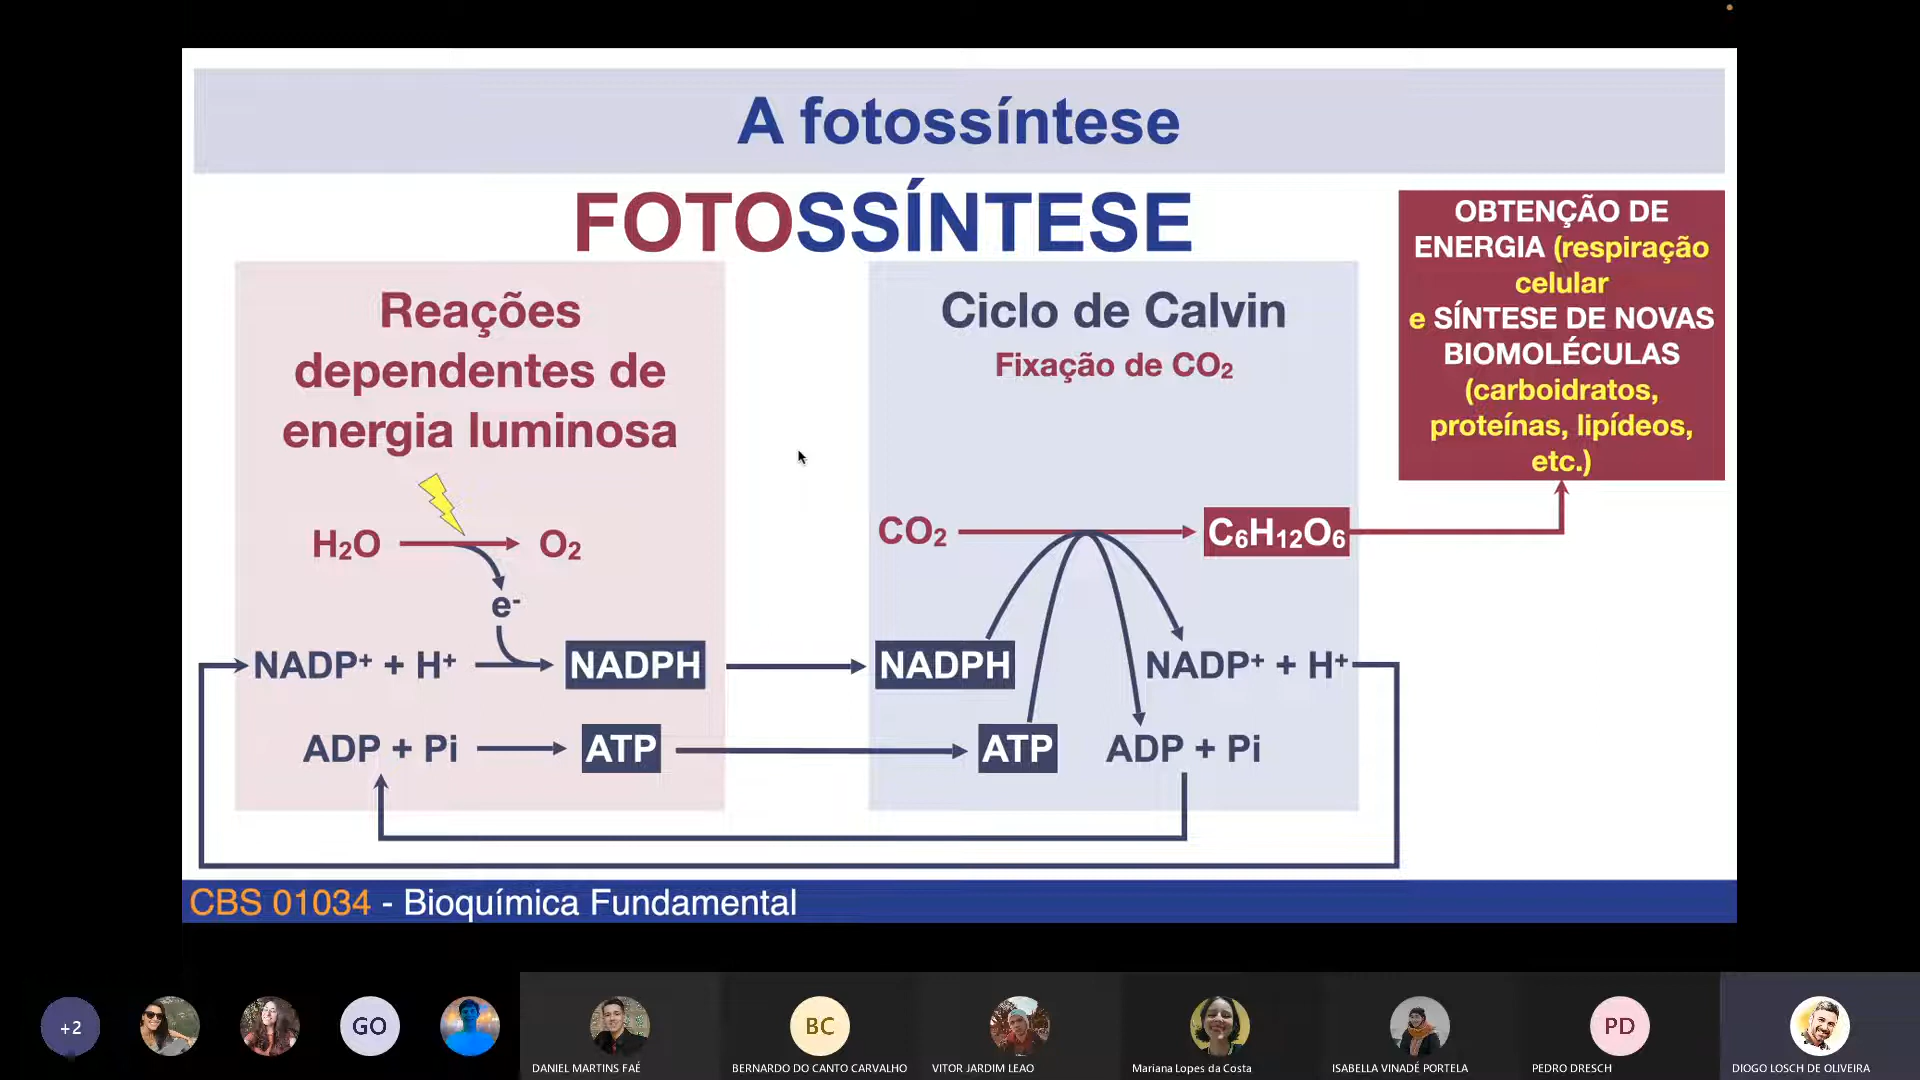 A fotossíntese
FOTOSSÍNTESE
Reações
dependentes de
energia luminosa
H₂O
O₂
e⁻
NADP⁺ + H⁺
NADPH
ADP + Pi
ATP
Ciclo de Calvin
Fixação de CO₂
CO₂
C₆H₁₂O₆
NADPH
NADP⁺ + H⁺
ATP
ADP + Pi
OBTENÇÃO DE
ENERGIA (respiração
celular
e SÍNTESE DE NOVAS
BIOMOLÉCULAS
(carboidratos,
proteínas, lipídeos,
etc.)
CBS 01034 - Bioquímica Fundamental
+2
GO
DANIEL MARTINS FAÉ
BC
BERNARDO DO CANTO CARVALHO
VITOR JARDIM LEAO
Mariana Lopes da Costa
ISABELLA VINADÉ PORTELA
PD
PEDRO DRESCH
DIOGO LOSCH DE OLIVEIRA